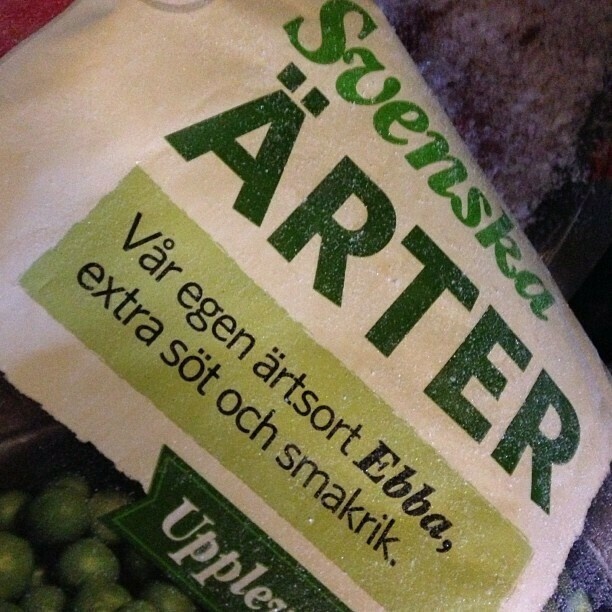 Svenska
ÄRTER
Vår egen ärtsort Ebba,
extra söt och smakrik.